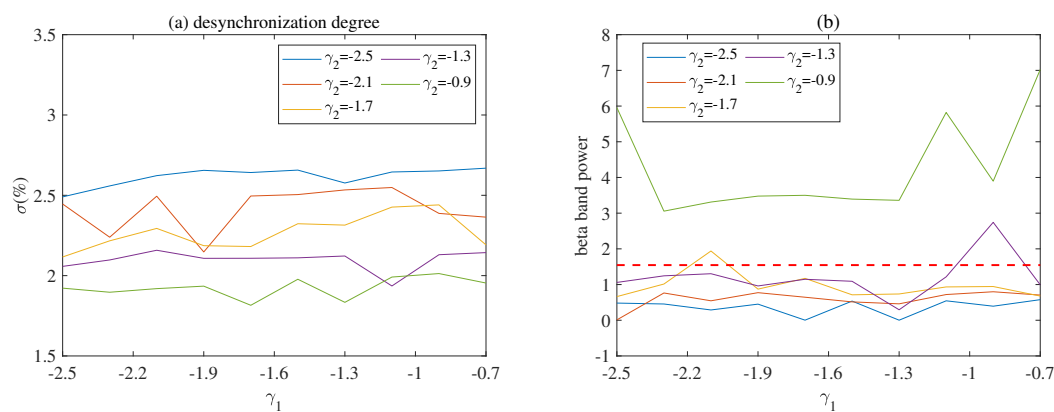 (a) desynchronization degree
3.5
3
2.5
2
1.5
σ(%)
γ₂=-2.5
γ₂=-2.1
γ₂=-1.7
γ₂=-1.3
γ₂=-0.9
-2.5 -2.2 -1.9 -1.6 -1.3 -1 -0.7
γ₁
(b)
8
7
6
5
4
3
2
1
0
-1
beta band power
γ₂=-2.5
γ₂=-2.1
γ₂=-1.7
γ₂=-1.3
γ₂=-0.9
-2.5 -2.2 -1.9 -1.6 -1.3 -1 -0.7
γ₁